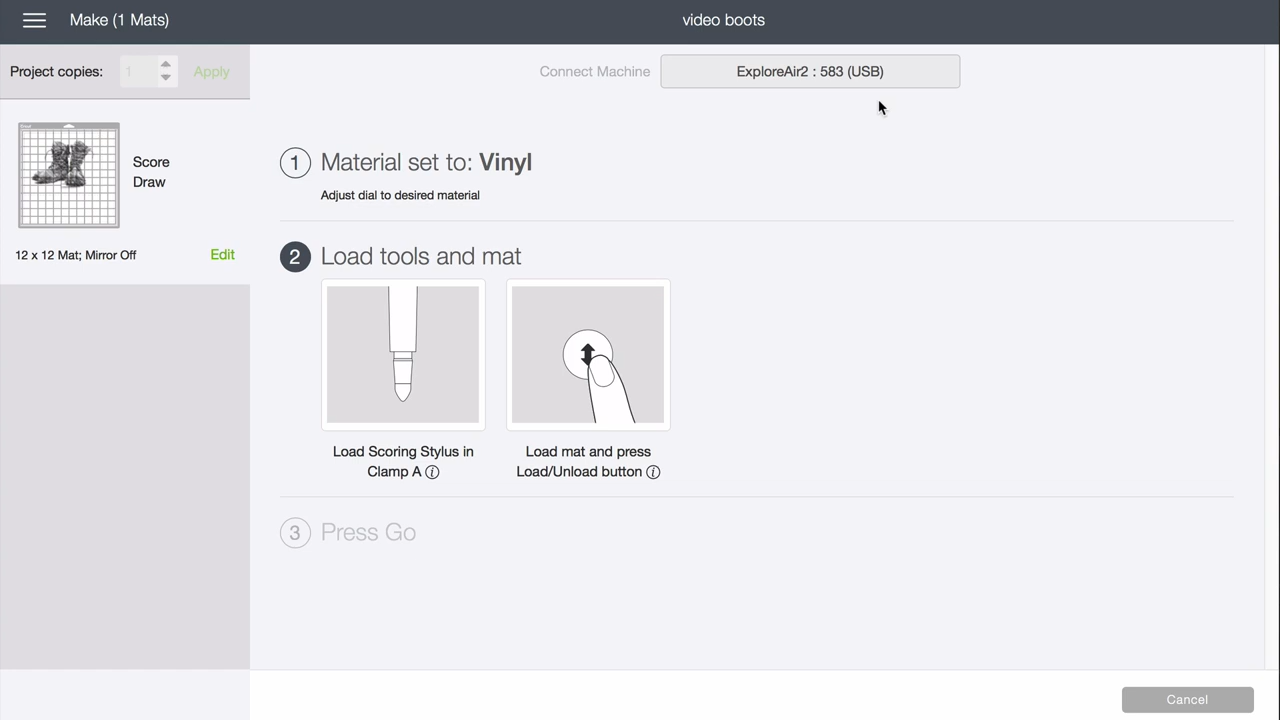 Make (1 Mats)
video boots
Project copies:
1
Apply
Connect Machine
ExploreAir2 : 583 (USB)
Score
Draw
12 x 12 Mat; Mirror Off
Edit
1
Material set to: Vinyl
Adjust dial to desired material
2
Load tools and mat
Load Scoring Stylus in
Clamp A i
Load mat and press
Load/Unload button i
3
Press Go
Cancel